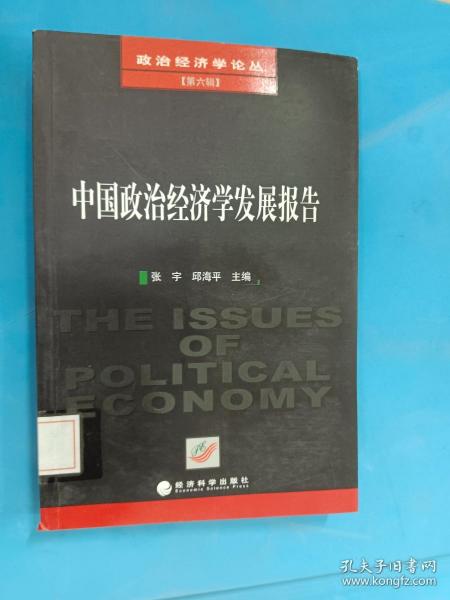 政治经济学论丛
【第六辑】
中国政治经济学发展报告
张 宇 邱海平 主编
THE ISSUES
OF
POLITICAL
ECONOMY
经济科学出版社
Economic Science Press
孔夫子旧书网
www.kongfz.com